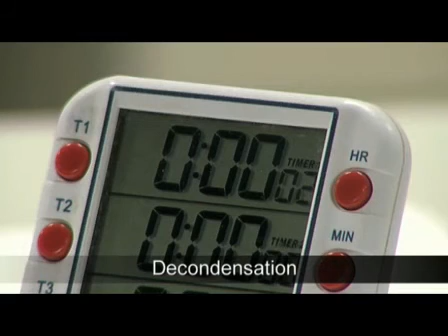 T1
0:00 02
TIMER
HR
T2
0:00
TIMER
MIN
Decondensation
T3